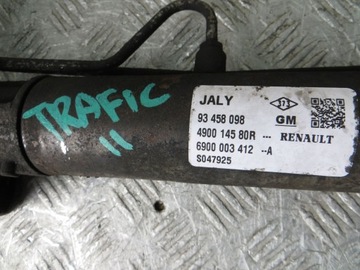 TRAFIC
II
JALY
93 458 098
GM
4900 145 80R --- RENAULT
6900 003 412 --A
S047925